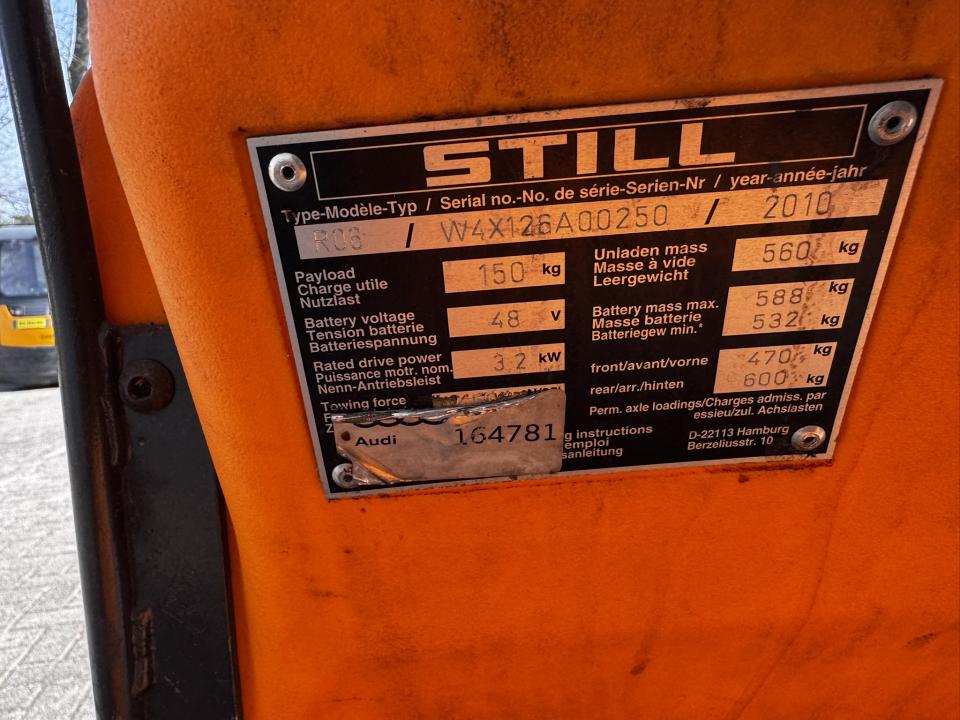 STILL
Type-Modèle-Typ / Serial no.-No. de série-Serien-Nr / year-année-jahr
R06 / W4X126A00250 / 2010
Payload
Charge utile
Nutzlast
150 kg
Battery voltage
Tension batterie
Batteriespannung
48 V
Rated drive power
Puissance motr. nom.
Nenn-Antriebsleist
3,2 kW
Towing force
Audi 164781
Unladen mass
Masse à vide
Leergewicht
560 kg
Battery mass max.
Masse batterie
Batteriegew min.*
588 kg
532 kg
front/avant/vorne
470 kg
rear/arr./hinten
600 kg
Perm. axle loadings/Charges admiss. par
essieu/zul. Achslasten
g instructions
emploi
sanleitung
D-22113 Hamburg
Berzeliusstr. 10